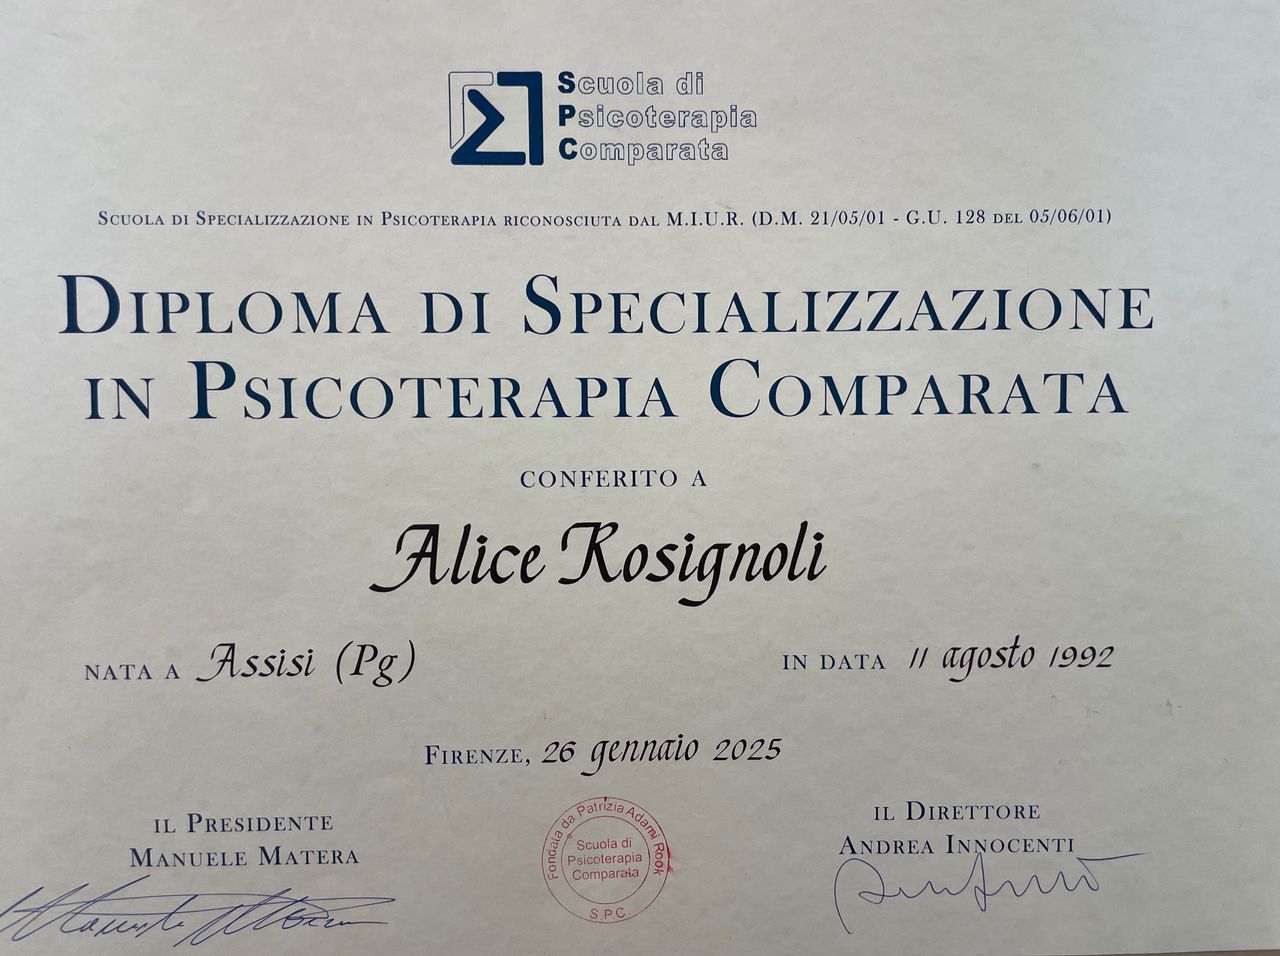 Scuola di
Psicoterapia
Comparata
Scuola di Specializzazione in Psicoterapia riconosciuta dal M.I.U.R. (D.M. 21/05/01 - G.U. 128 del 05/06/01)
Diploma di Specializzazione
in Psicoterapia Comparata
conferito a
Alice Rosignoli
nata a Assisi (Pg)
in data 11 agosto 1992
Firenze, 26 gennaio 2025
il Presidente
Manuele Matera
Fondata da Patrizia Adami Rook
Scuola di
Psicoterapia
Comparata
S.P.C.
il Direttore
Andrea Innocenti